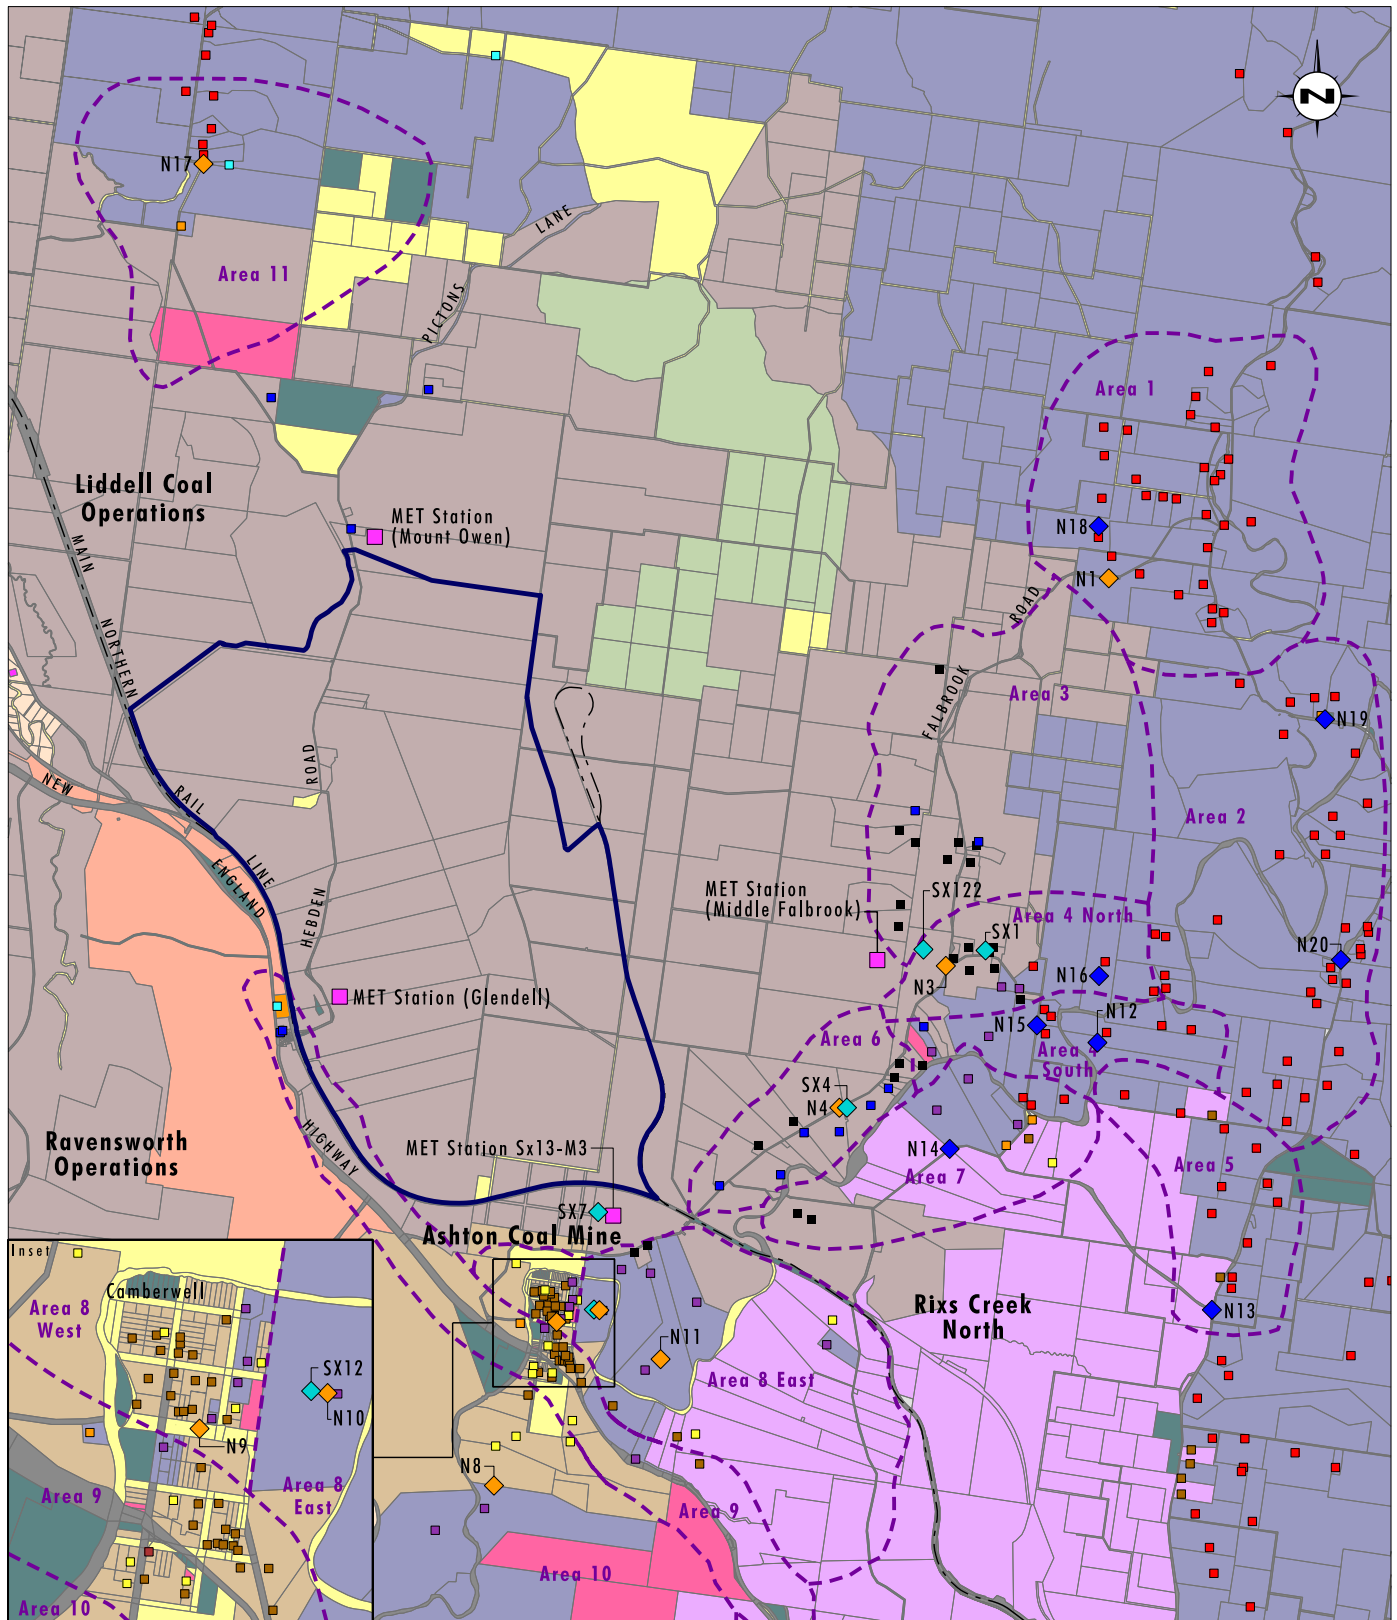 N
N17
LANE
Area 11
PICTONS
Area 1
Liddell Coal
Operations
MET Station
(Mount Owen)
N18
MAIN
N1
ROAD
NORTHERN
Area 3
FALBROOK
N19
ROAD
NEW
RAIL
Area 2
LINE
ENGLAND
HEBDEN
MET Station
(Middle Falbrook)
SX122
Area 4 North
SX1
N20
N3
N16
MET Station (Glendell)
N12
N15
Area 6
Area 4
South
SX4
N4
HIGHWAY
Ravensworth
Operations
MET Station Sx13-M3
N14
Area 7
Area 5
SX7
Ashton Coal Mine
Inset
Camberwell
Area 8
West
Rixs Creek
North
N13
N11
SX12
N10
Area 8 East
N9
N8
Area 8
East
Area 9
Area 9
Area 10
Area 10